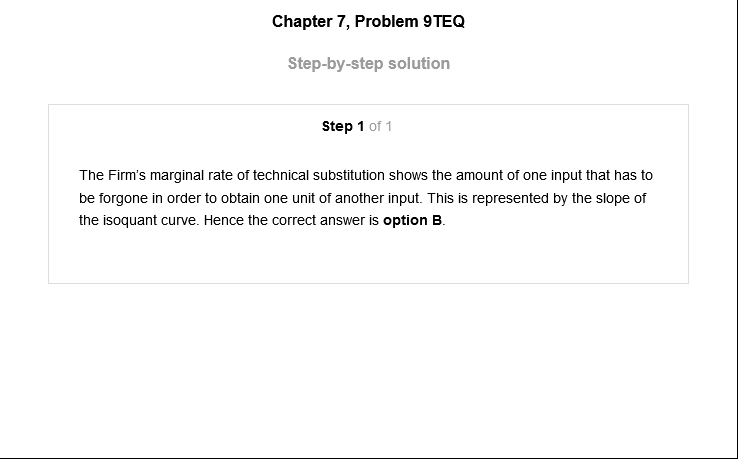 Chapter 7, Problem 9TEQ
Step-by-step solution
Step 1 of 1
The Firm's marginal rate of technical substitution shows the amount of one input that has to
be forgone in order to obtain one unit of another input. This is represented by the slope of
the isoquant curve. Hence the correct answer is option B.